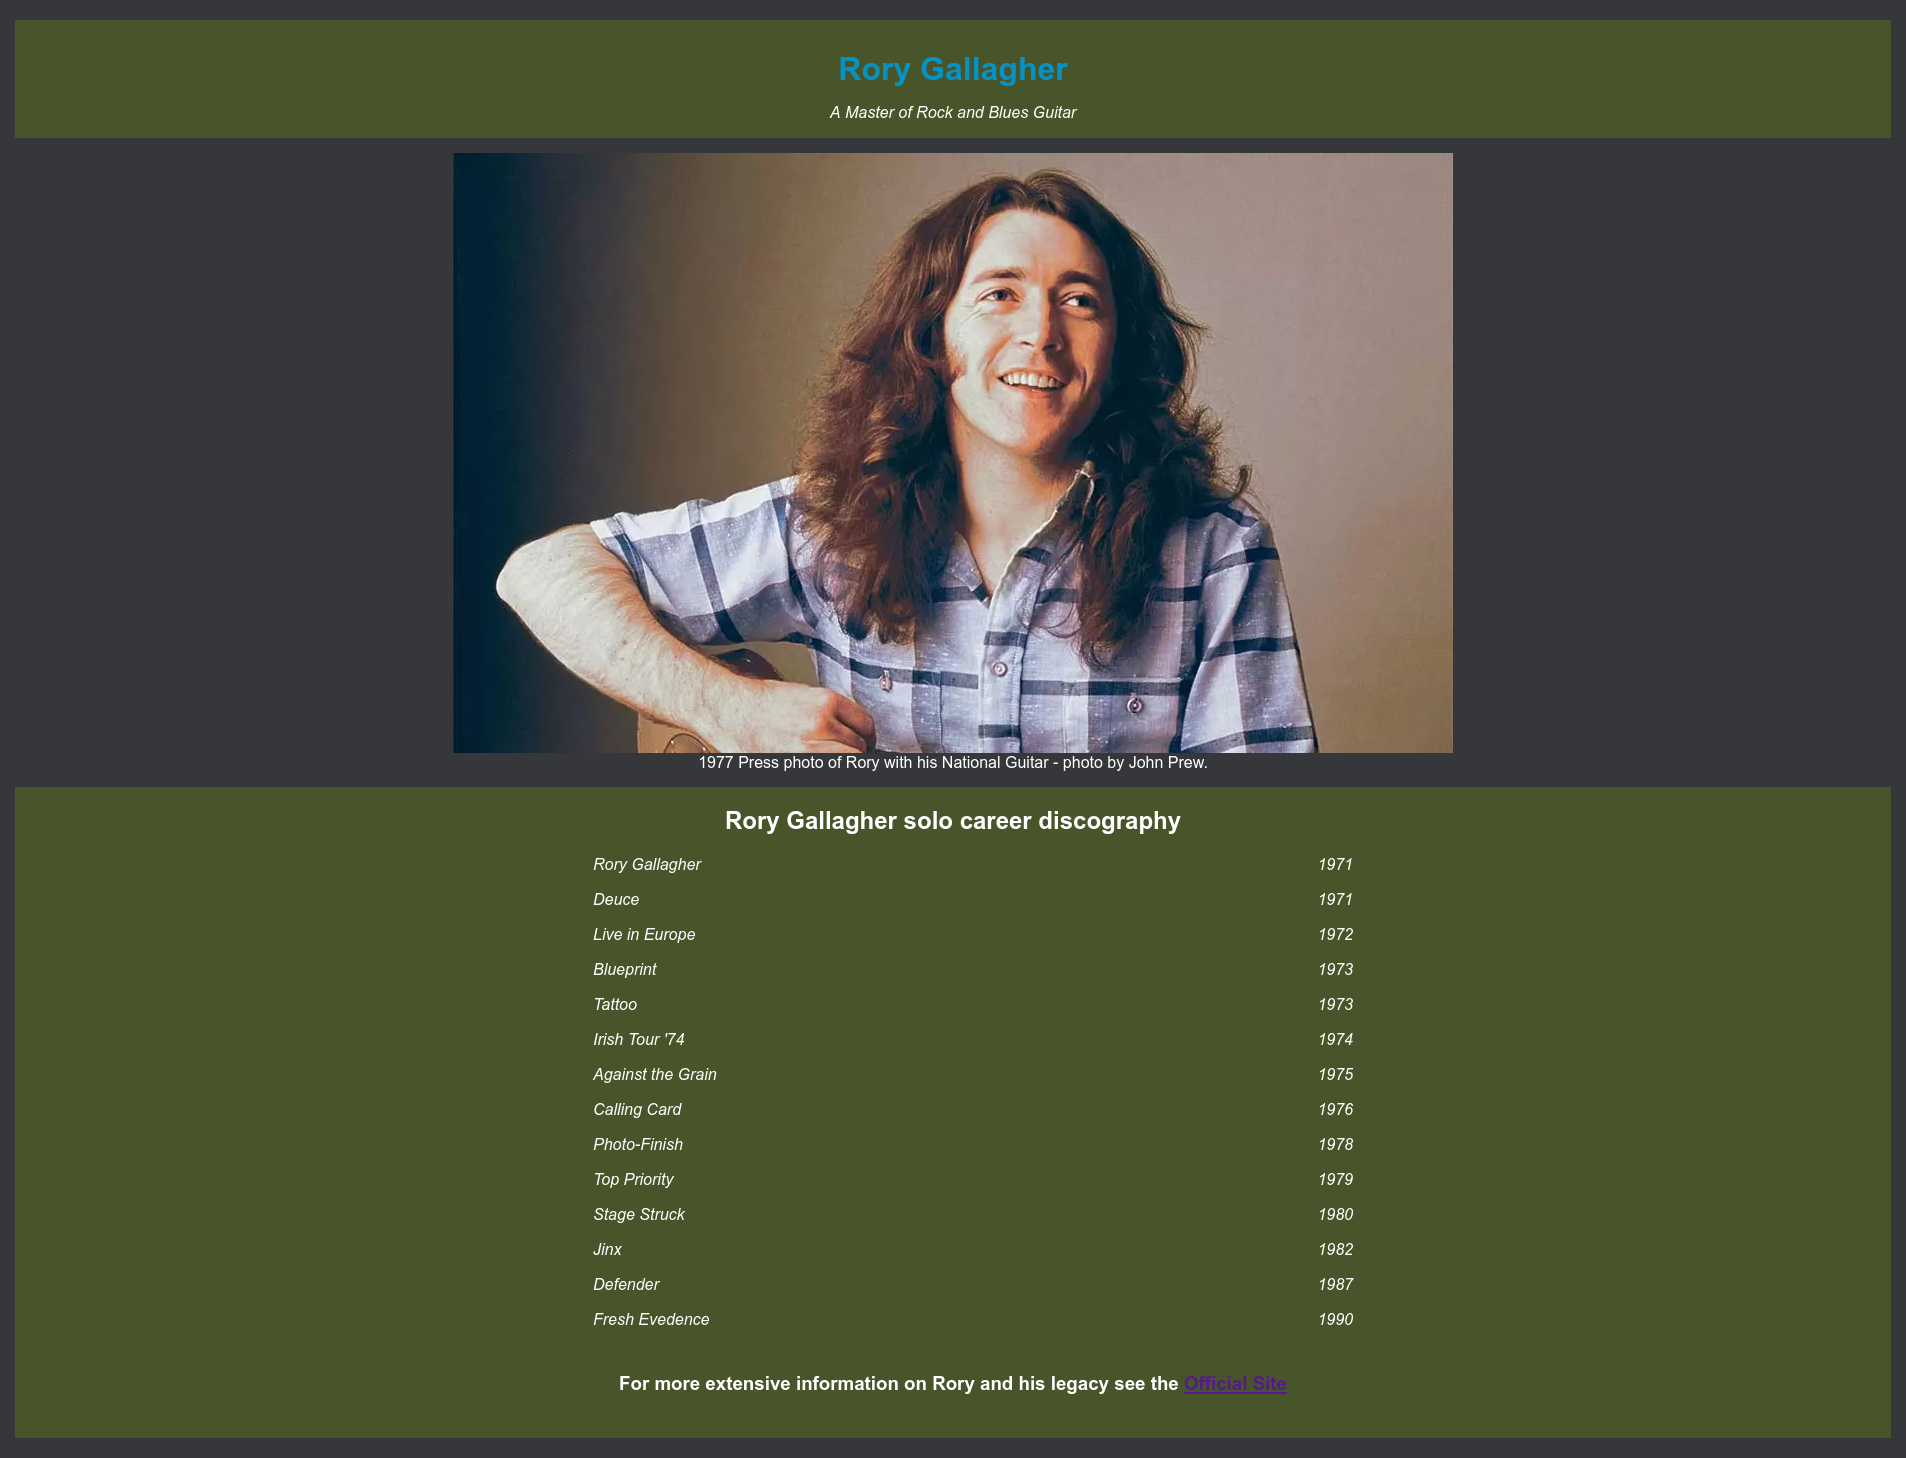 Rory Gallagher
A Master of Rock and Blues Guitar
1977 Press photo of Rory with his National Guitar - photo by John Prew.
Rory Gallagher solo career discography
Rory Gallagher 1971
Deuce 1971
Live in Europe 1972
Blueprint 1973
Tattoo 1973
Irish Tour '74 1974
Against the Grain 1975
Calling Card 1976
Photo-Finish 1978
Top Priority 1979
Stage Struck 1980
Jinx 1982
Defender 1987
Fresh Evedence 1990
For more extensive information on Rory and his legacy see the Official Site